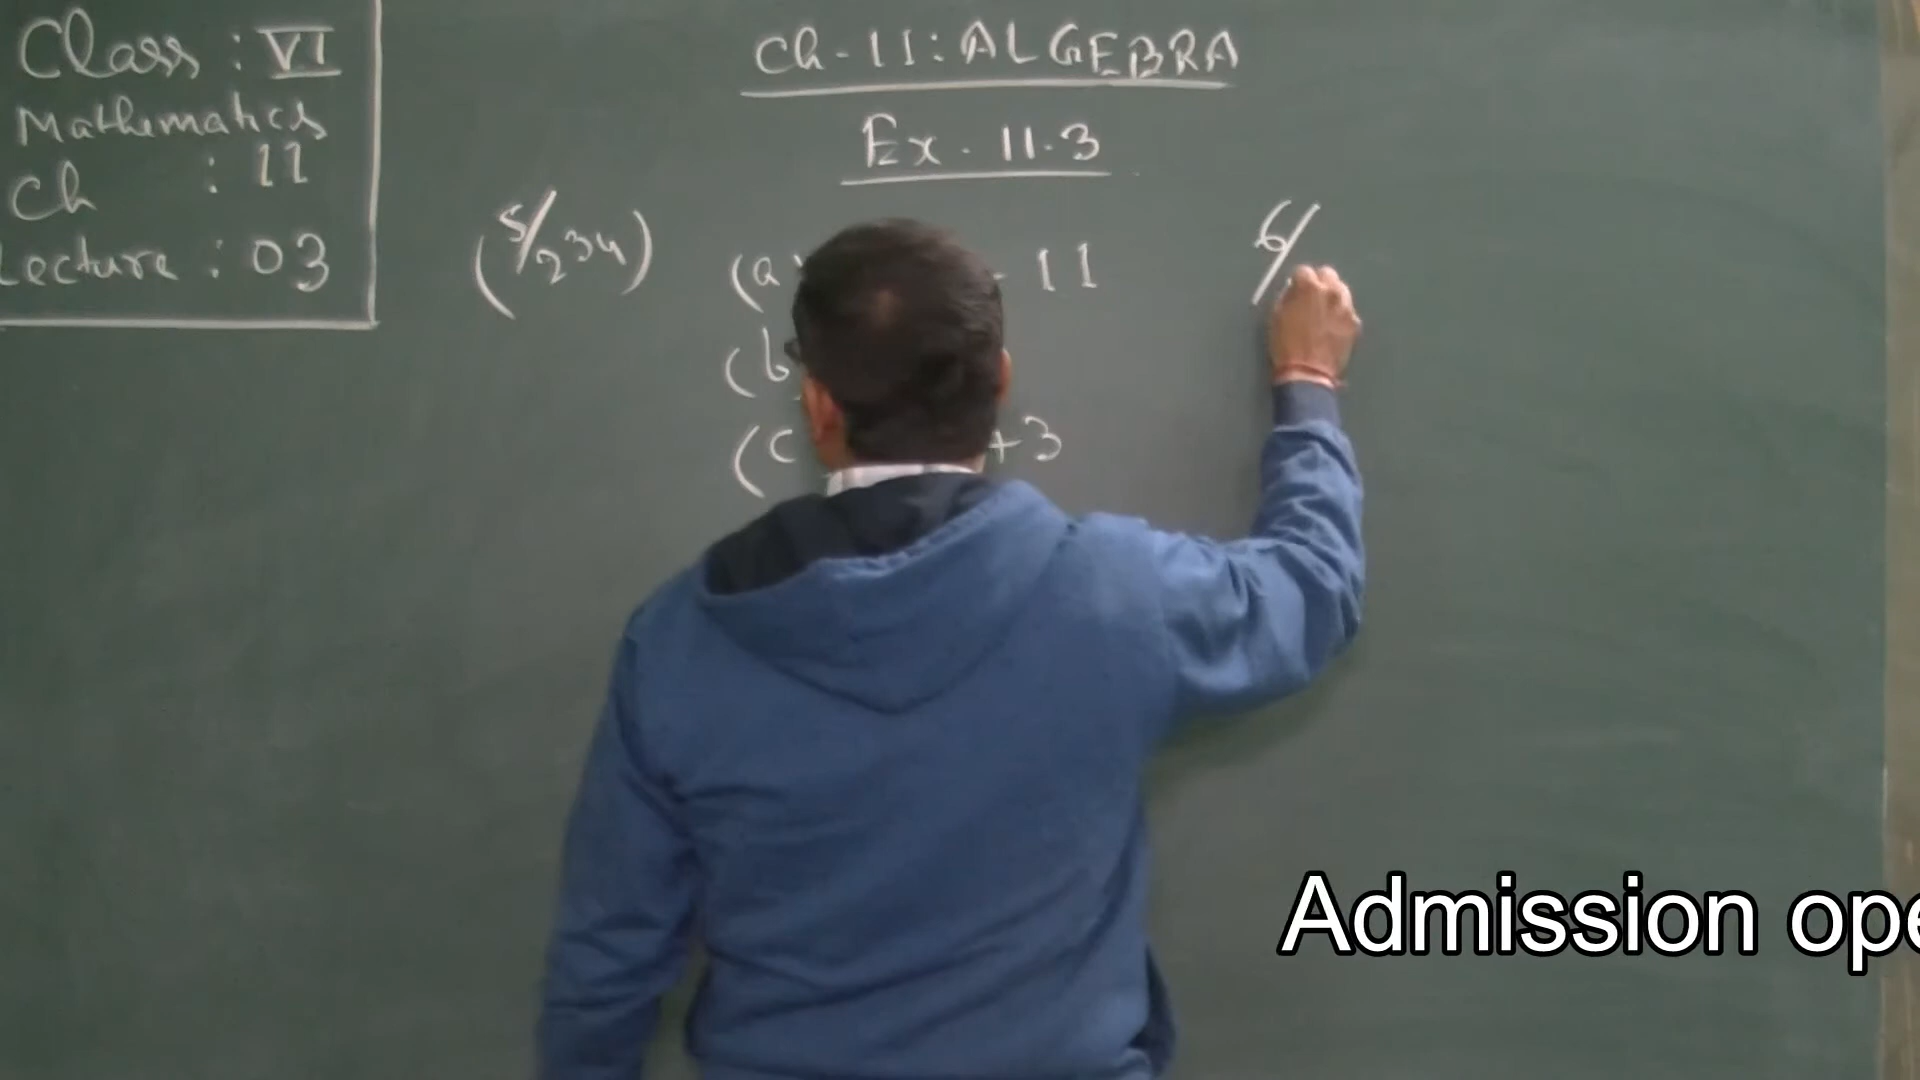 Class : VI
Mathematics
Ch : 11
Lecture : 03
Ch-11: ALGEBRA
Ex. 11.3
(5/234)
(a) - 11
(b
(c +3
6/
Admission ope